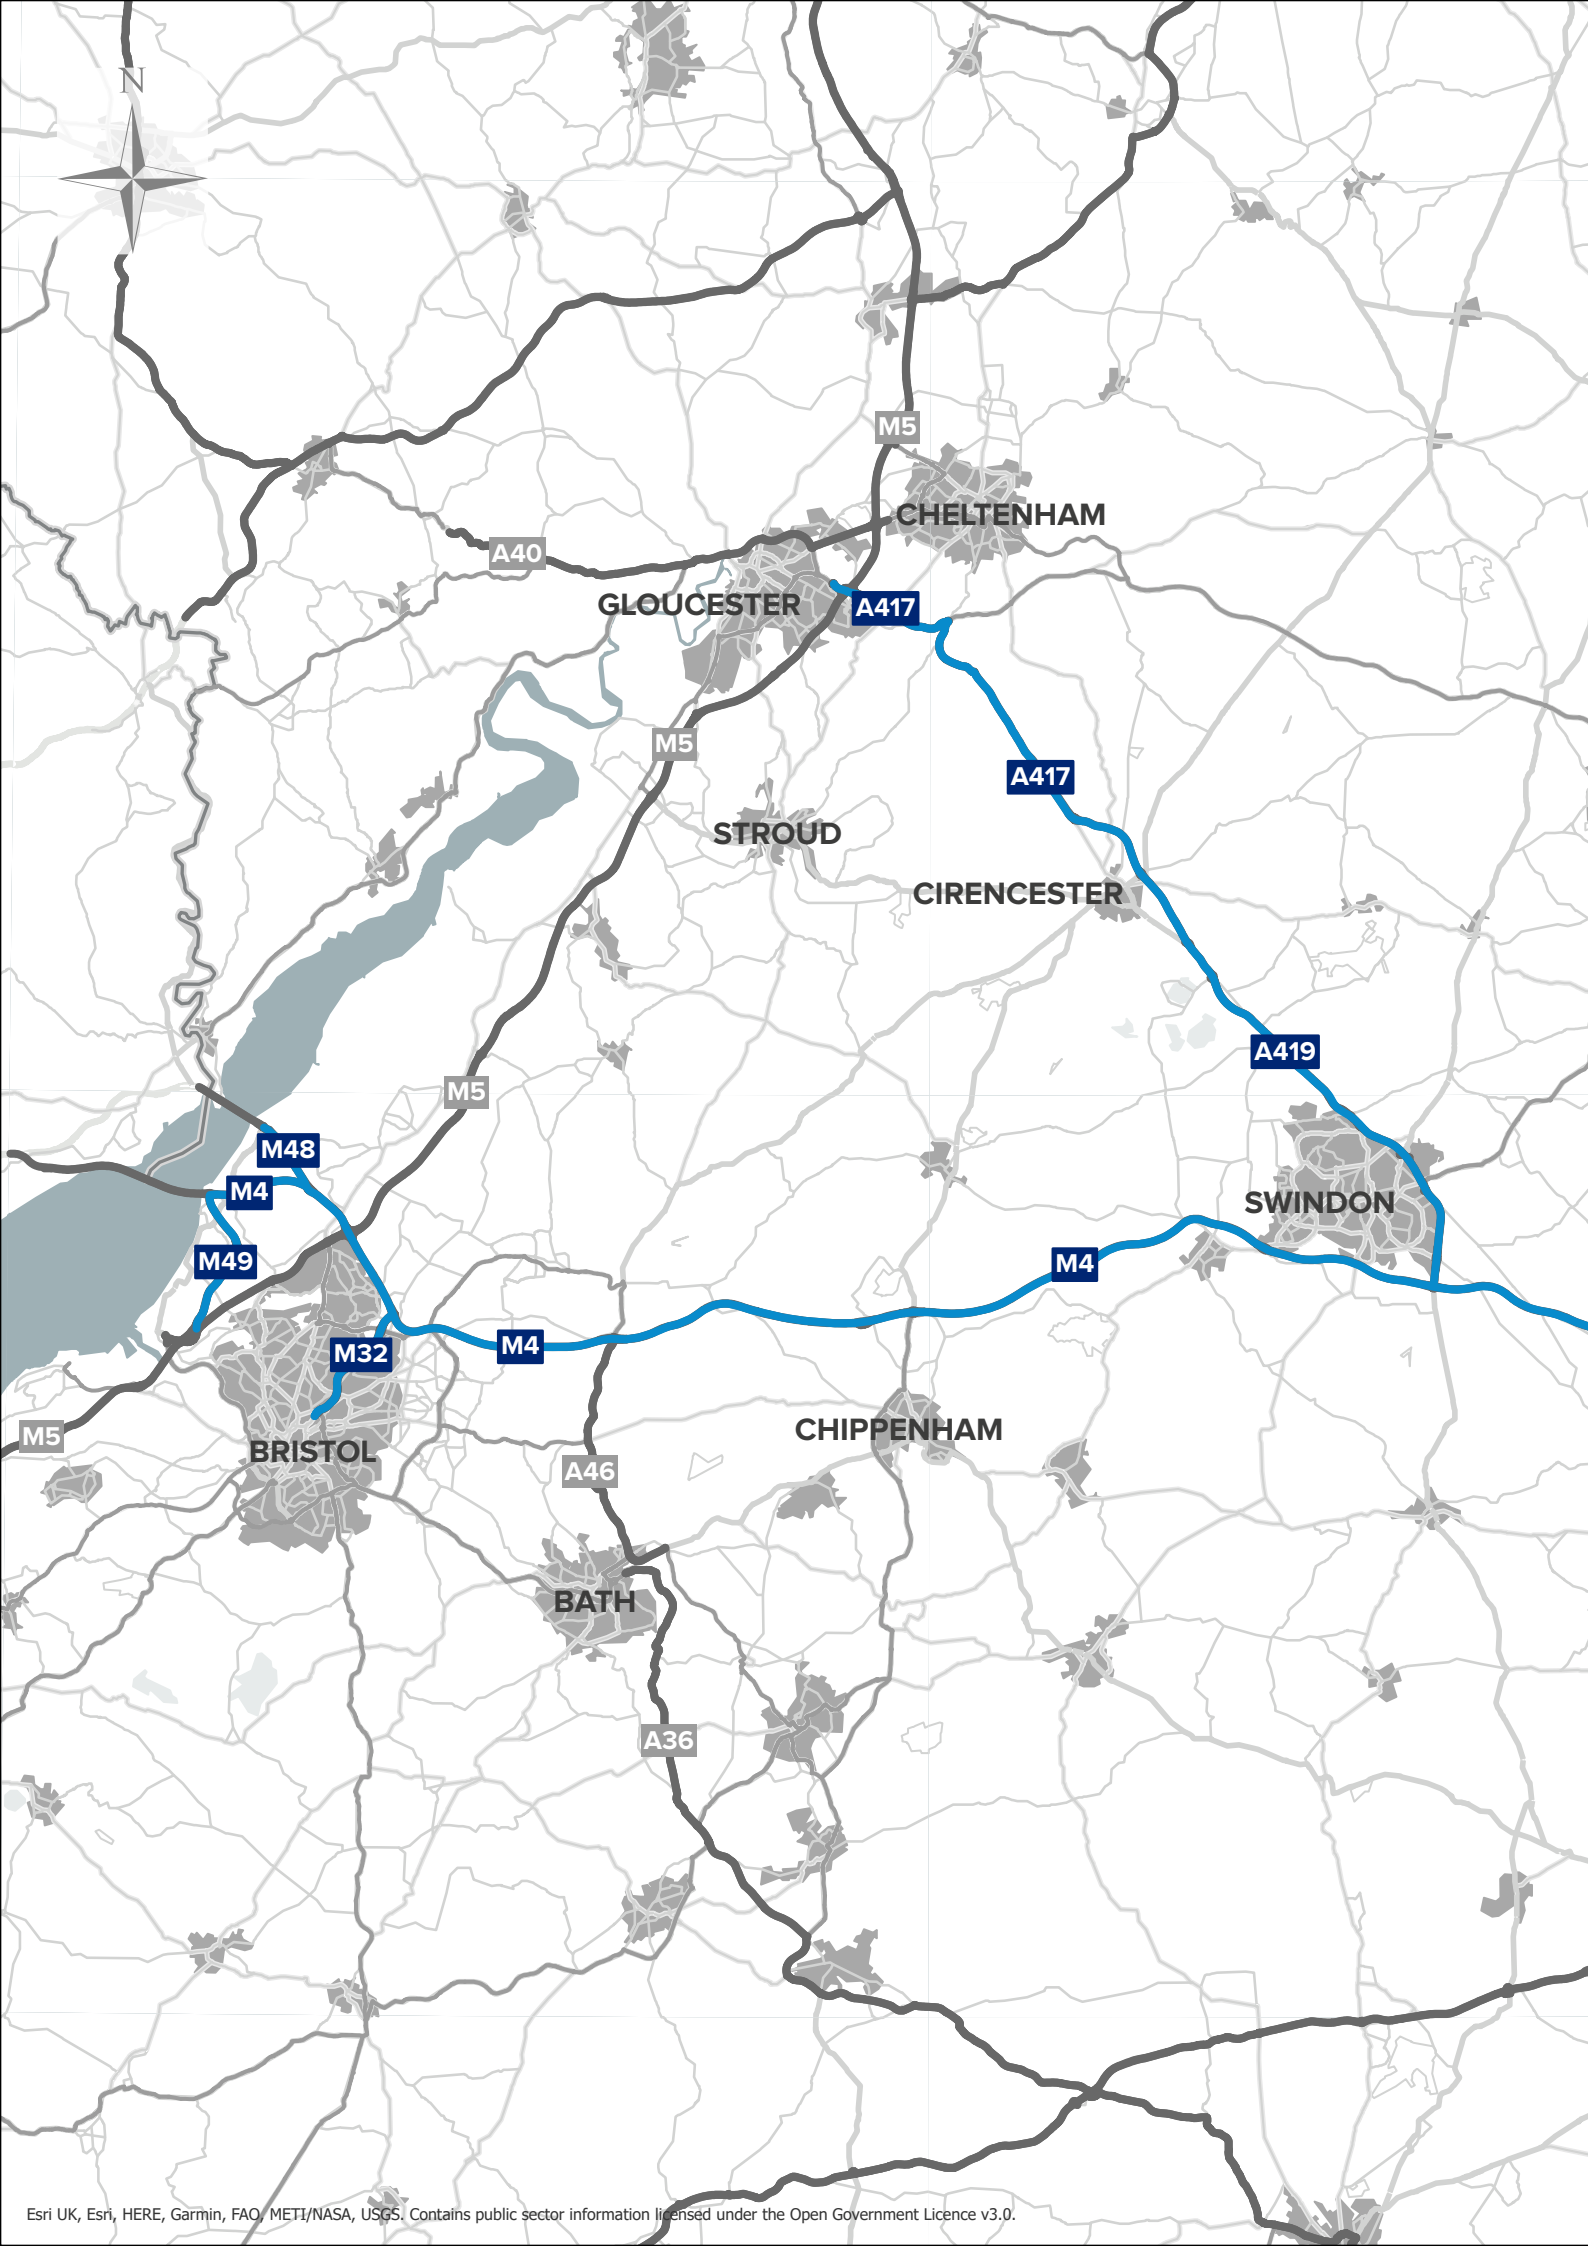 N
M5
CHELTENHAM
A40
GLOUCESTER
A417
M5
A417
STROUD
CIRENCESTER
A419
M5
M48
M4
SWINDON
M49
M4
M4
M32
CHIPPENHAM
M5
BRISTOL
A46
BATH
A36
Esri UK, Esri, HERE, Garmin, FAO, METI/NASA, USGS. Contains public sector information licensed under the Open Government Licence v3.0.